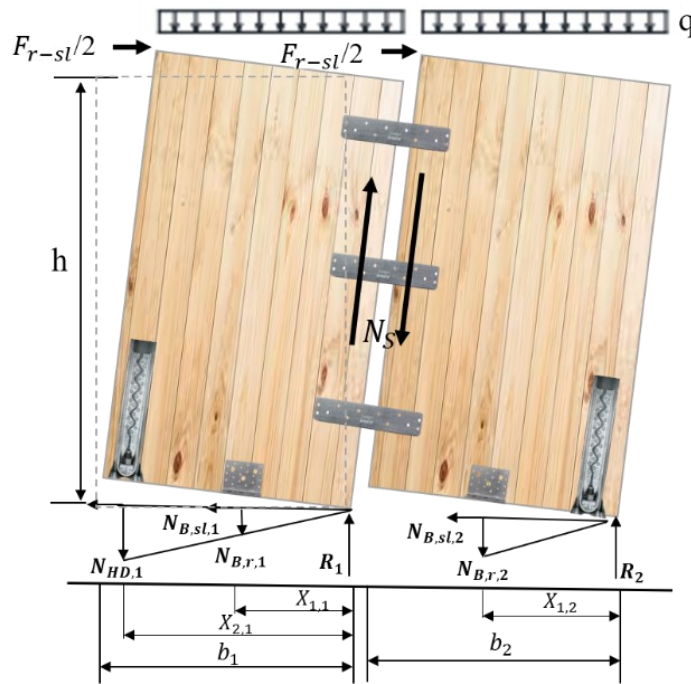 q
F_{r-sl}/2
F_{r-sl}/2
h
N_S
N_{B,sl,1}
N_{B,sl,2}
N_{HD,1}
N_{B,r,1}
R_1
N_{B,r,2}
R_2
X_{1,1}
X_{1,2}
X_{2,1}
b_1
b_2